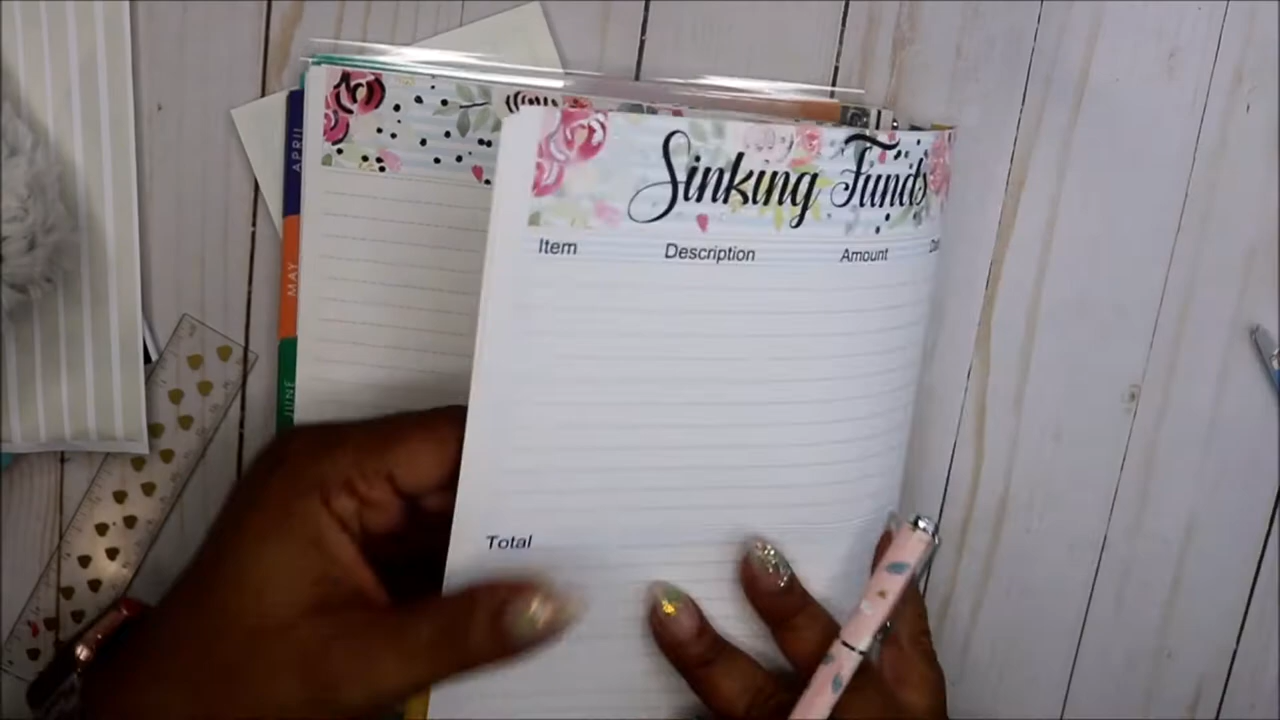 Sinking Funds
Item Description Amount
Total
APRIL
MAY
JUNE